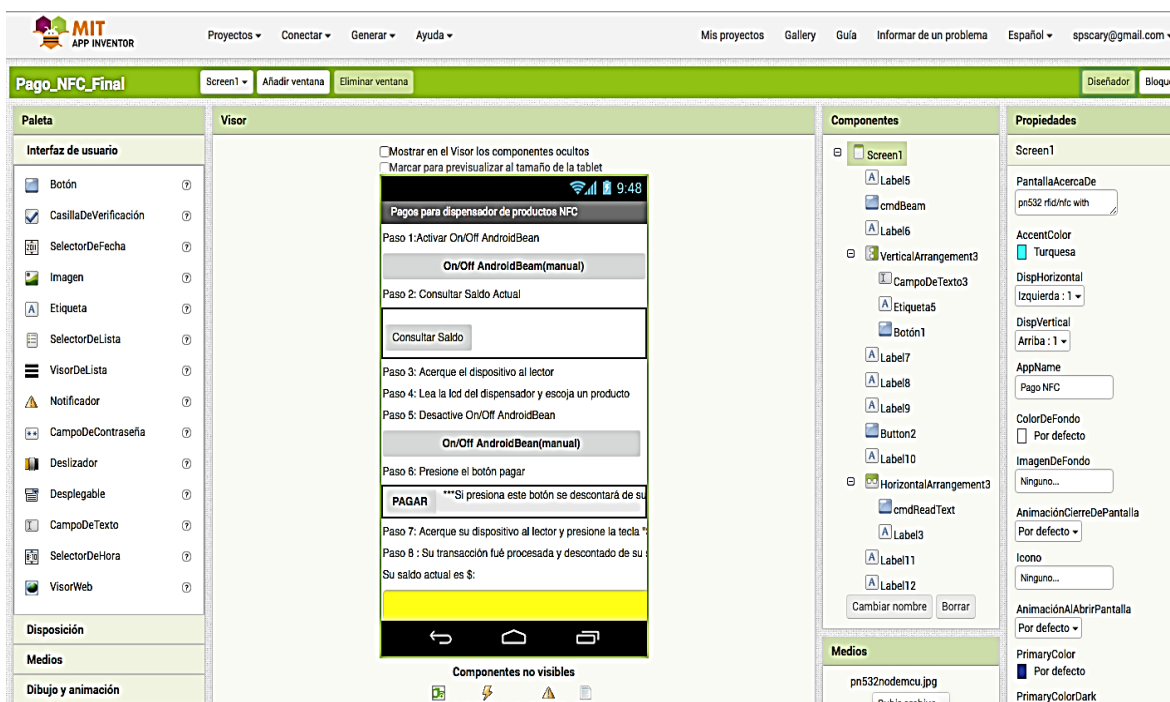 MIT
APP INVENTOR
Proyectos
Conectar
Generar
Ayuda
Mis proyectos
Gallery
Guía
Informar de un problema
Español
spscary@gmail.com
Pago_NFC_Final
Screen1
Añadir ventana
Eliminar ventana
Diseñador
Bloque
Paleta
Interfaz de usuario
Botón
CasillaDeVerificación
SelectorDeFecha
Imagen
Etiqueta
SelectorDeLista
VisorDeLista
Notificador
CampoDeContraseña
Deslizador
Desplegable
CampoDeTexto
SelectorDeHora
VisorWeb
Disposición
Medios
Dibujo y animación
Visor
Mostrar en el Visor los componentes ocultos
Marcar para previsualizar al tamaño de la tablet
9:48
Pagos para dispensador de productos NFC
Paso 1:Activar On/Off AndroidBean
On/Off AndroidBeam(manual)
Paso 2: Consultar Saldo Actual
Consultar Saldo
Paso 3: Acerque el dispositivo al lector
Paso 4: Lea la lcd del dispensador y escoja un producto
Paso 5: Desactive On/Off AndroidBean
On/Off AndroidBean(manual)
Paso 6: Presione el botón pagar
PAGAR
***Si presiona este botón se descontará de su
Paso 7: Acerque su dispositivo al lector y presione la tecla
Paso 8 : Su transacción fué procesada y descontado de su
Su saldo actual es $:
Componentes no visibles
Componentes
Screen1
Label5
cmdBeam
Label6
VerticalArrangement3
CampoDeTexto3
Etiqueta5
Botón1
Label7
Label8
Label9
Button2
Label10
HorizontalArrangement3
cmdReadText
Label3
Label11
Label12
Cambiar nombre
Borrar
Medios
pn532nodemcu.jpg
Propiedades
Screen1
PantallaAcercaDe
pn532 rfid/nfc with
AccentColor
Turquesa
DispHorizontal
Izquierda : 1
DispVertical
Arriba : 1
AppName
Pago NFC
ColorDeFondo
Por defecto
ImagenDeFondo
Ninguno...
AnimaciónCierreDePantalla
Por defecto
Icono
Ninguno...
AnimaciónAlAbrirPantalla
Por defecto
PrimaryColor
Por defecto
PrimaryColorDark